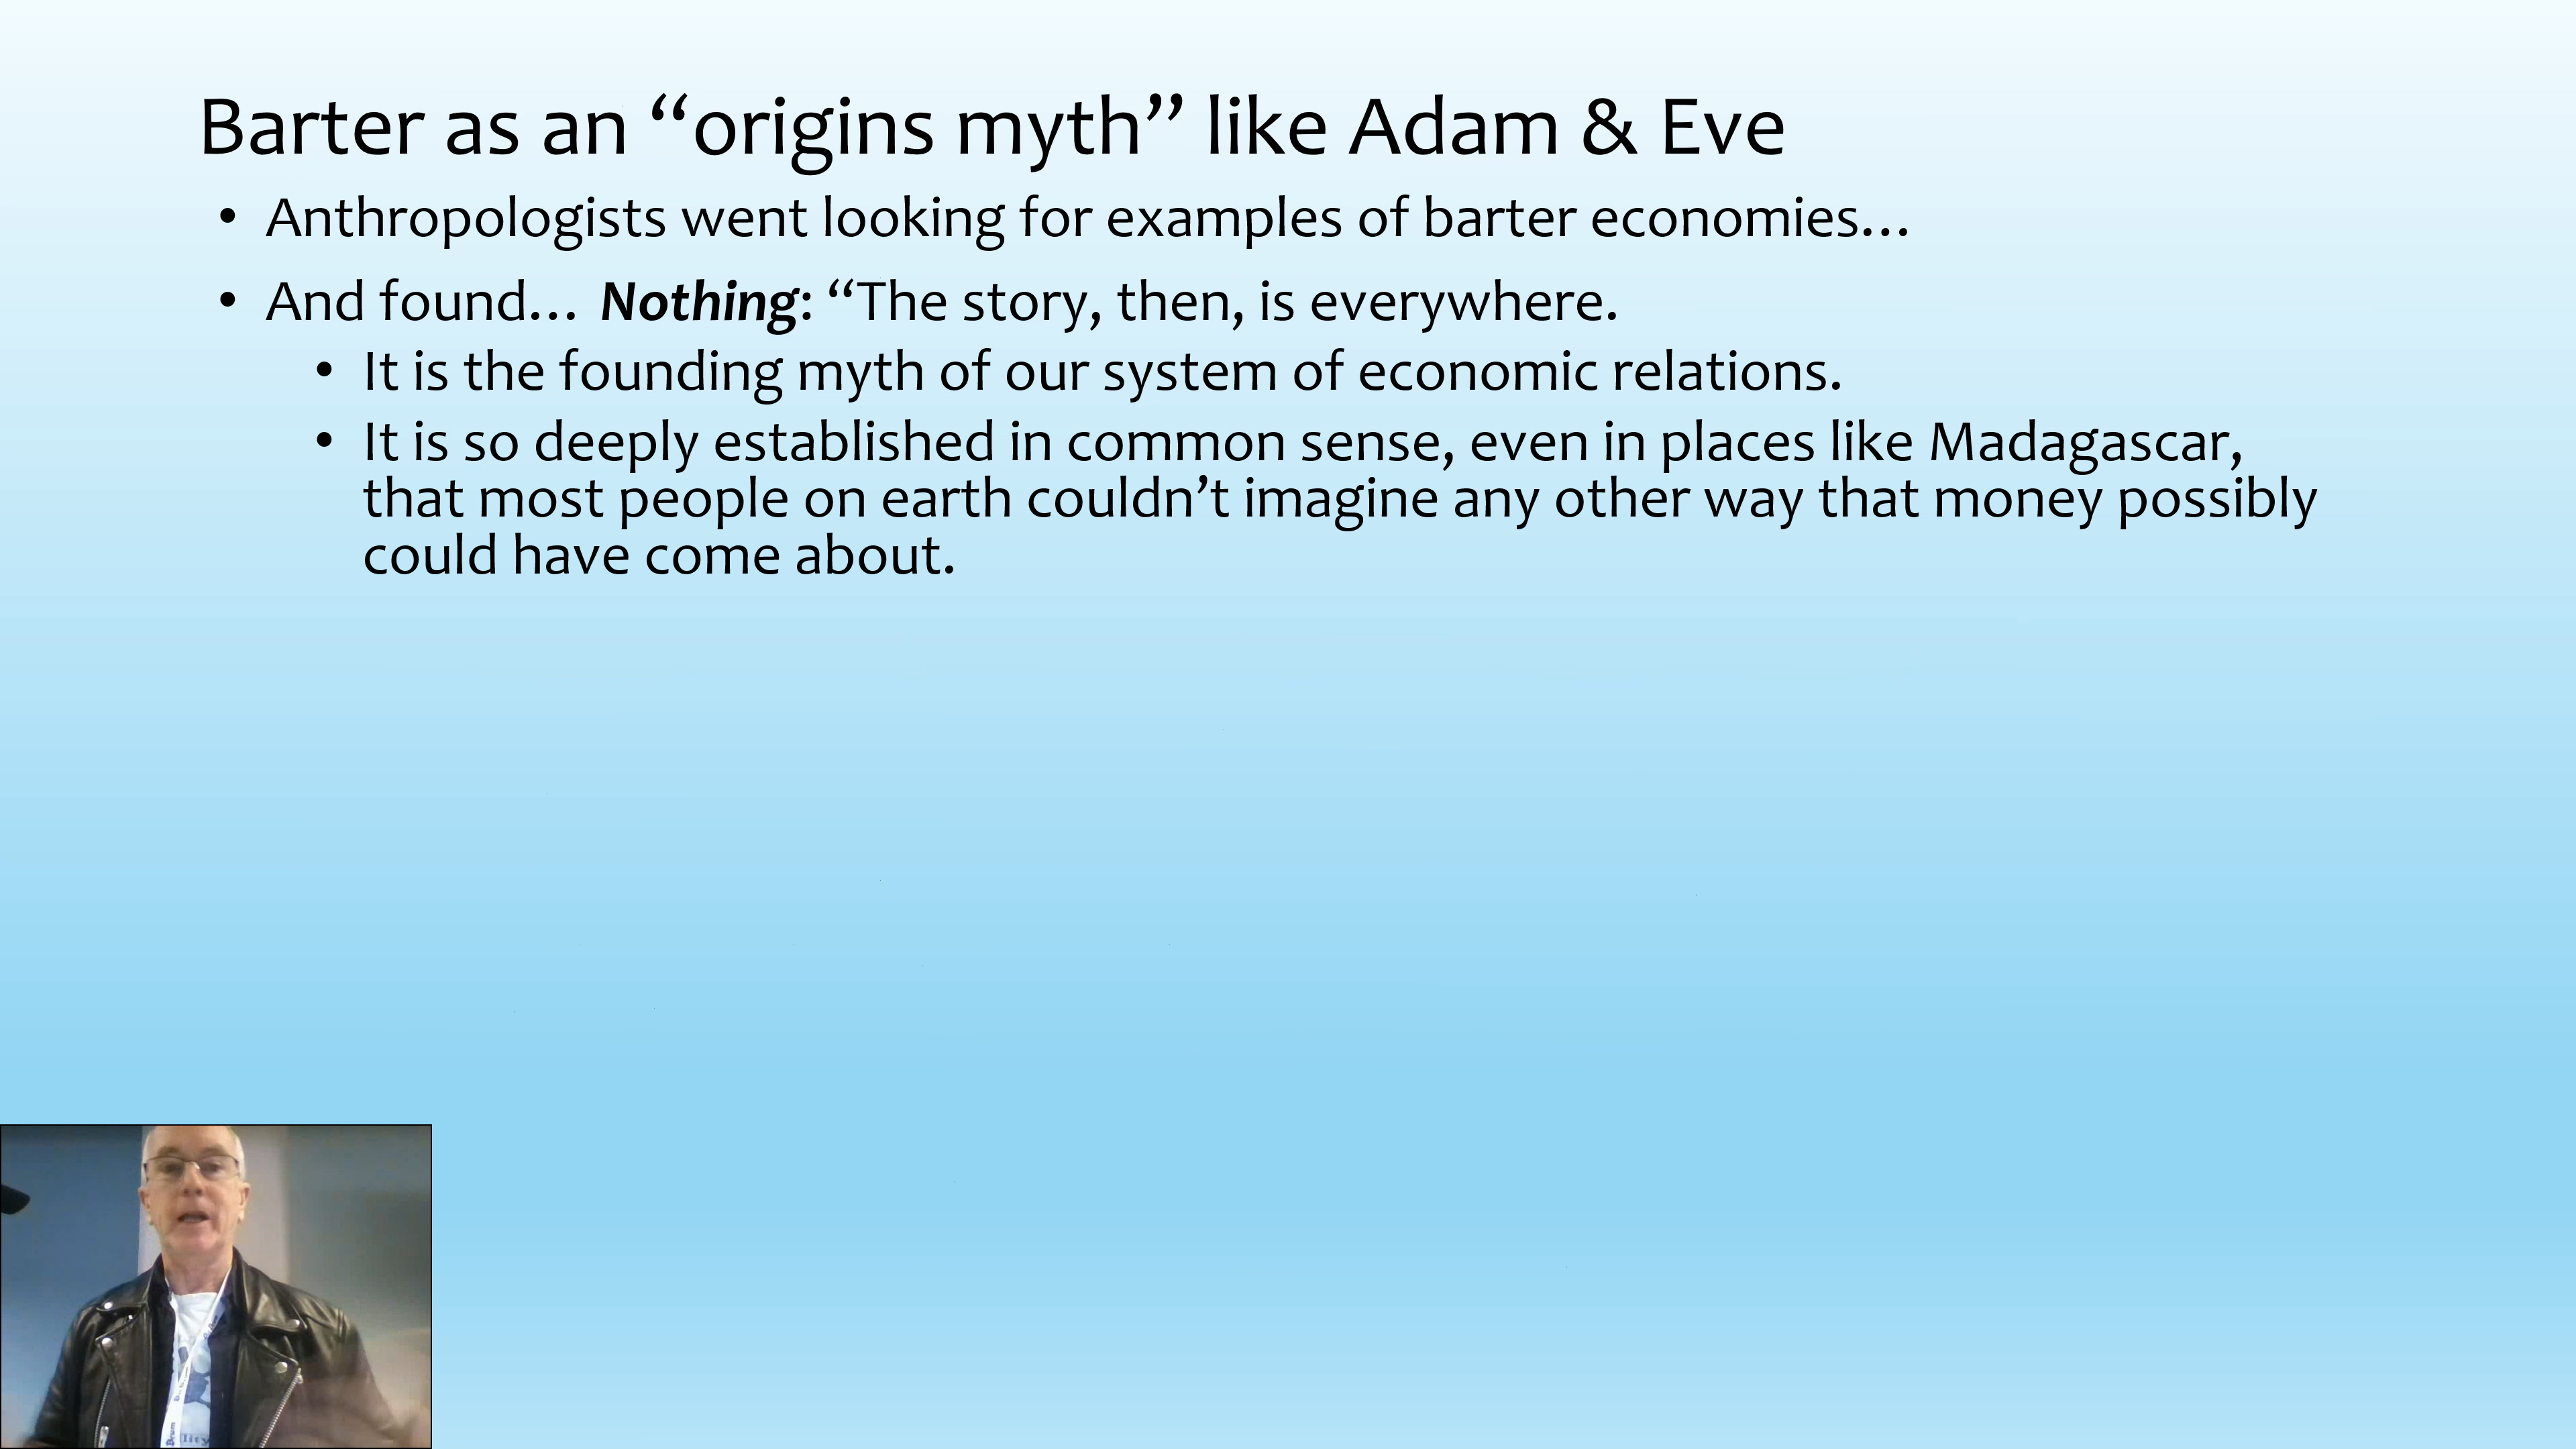 Barter as an “origins myth” like Adam & Eve
• Anthropologists went looking for examples of barter economies…
• And found… Nothing: “The story, then, is everywhere.
• It is the founding myth of our system of economic relations.
• It is so deeply established in common sense, even in places like Madagascar,
that most people on earth couldn’t imagine any other way that money possibly
could have come about.